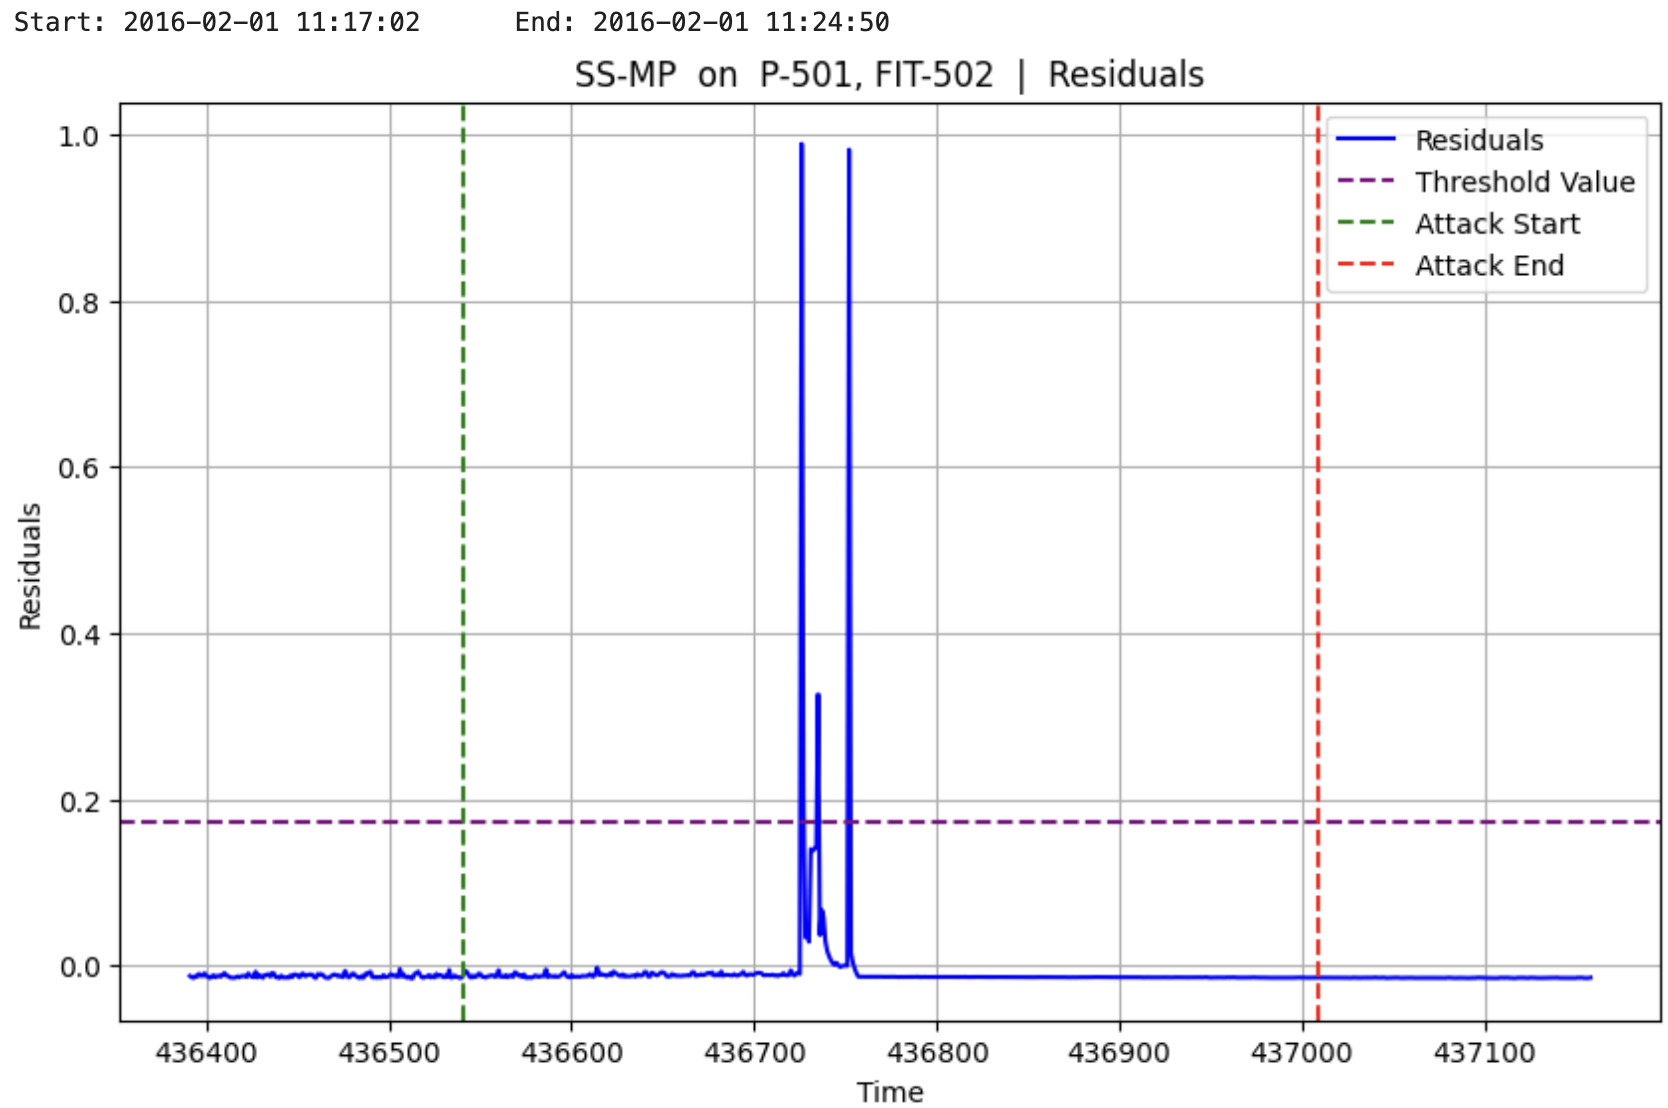 Start: 2016-02-01 11:17:02 End: 2016-02-01 11:24:50
SS-MP on P-501, FIT-502 | Residuals
Residuals
Threshold Value
Attack Start
Attack End
1.0
0.8
0.6
0.4
0.2
0.0
Residuals
436400 436500 436600 436700 436800 436900 437000 437100
Time